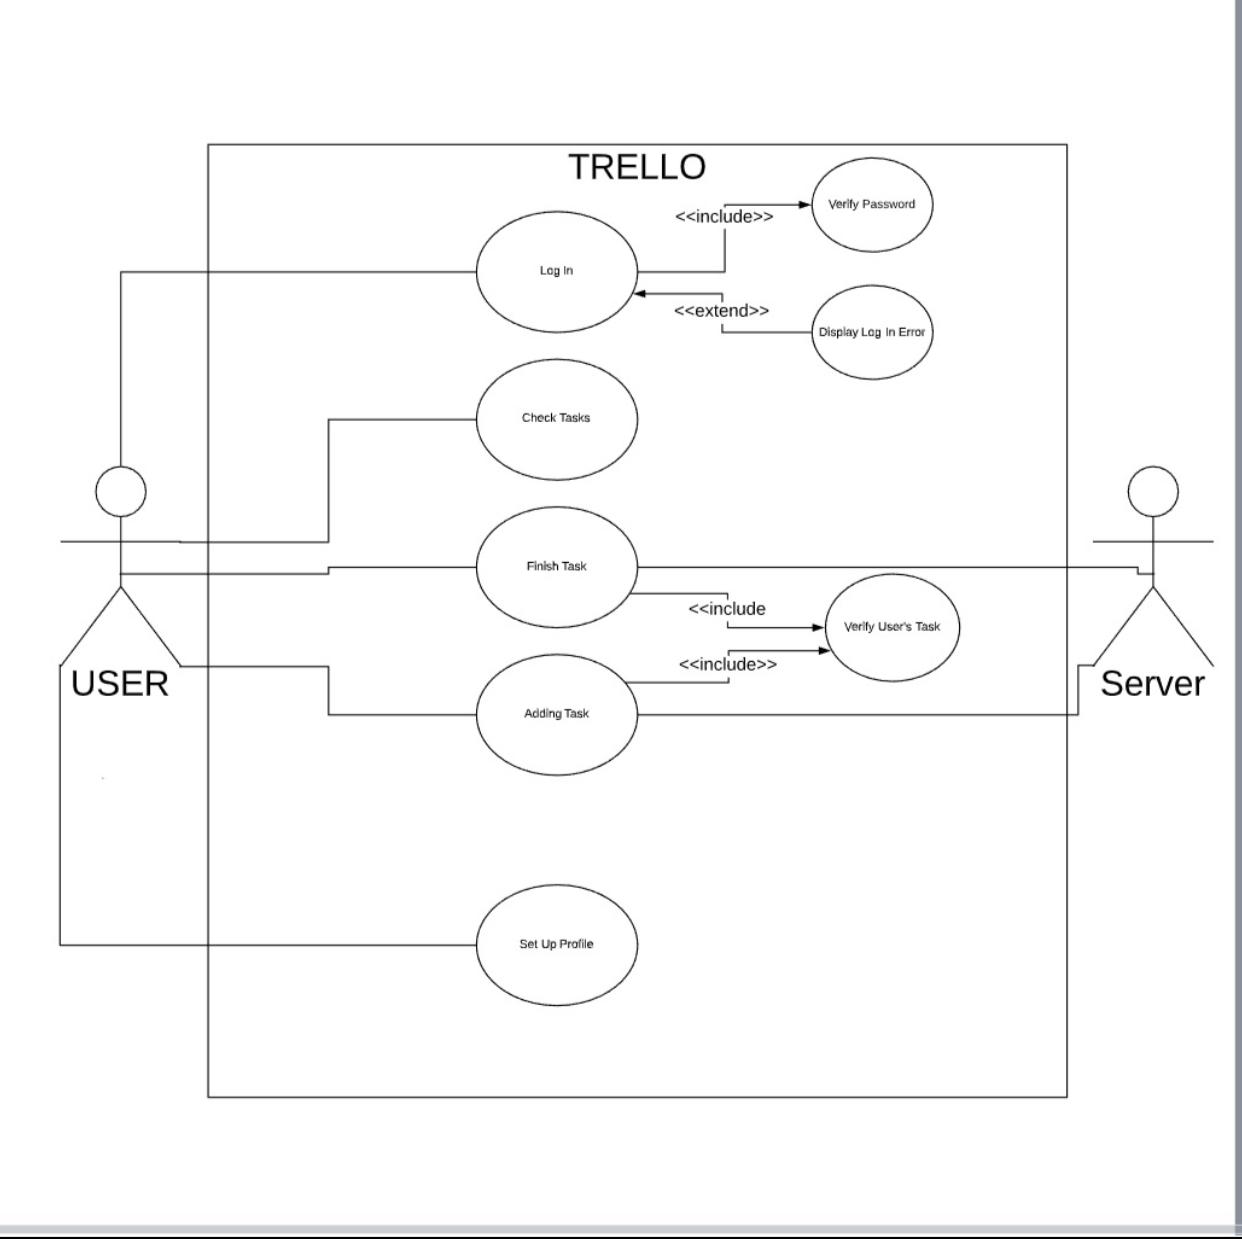 TRELLO
Verify Password
<<include>>
Log In
<<extend>>
Display Log In Error
Check Tasks
Finish Task
<<include
Verify User's Task
<<include>>
USER
Server
Adding Task
Set Up Profile